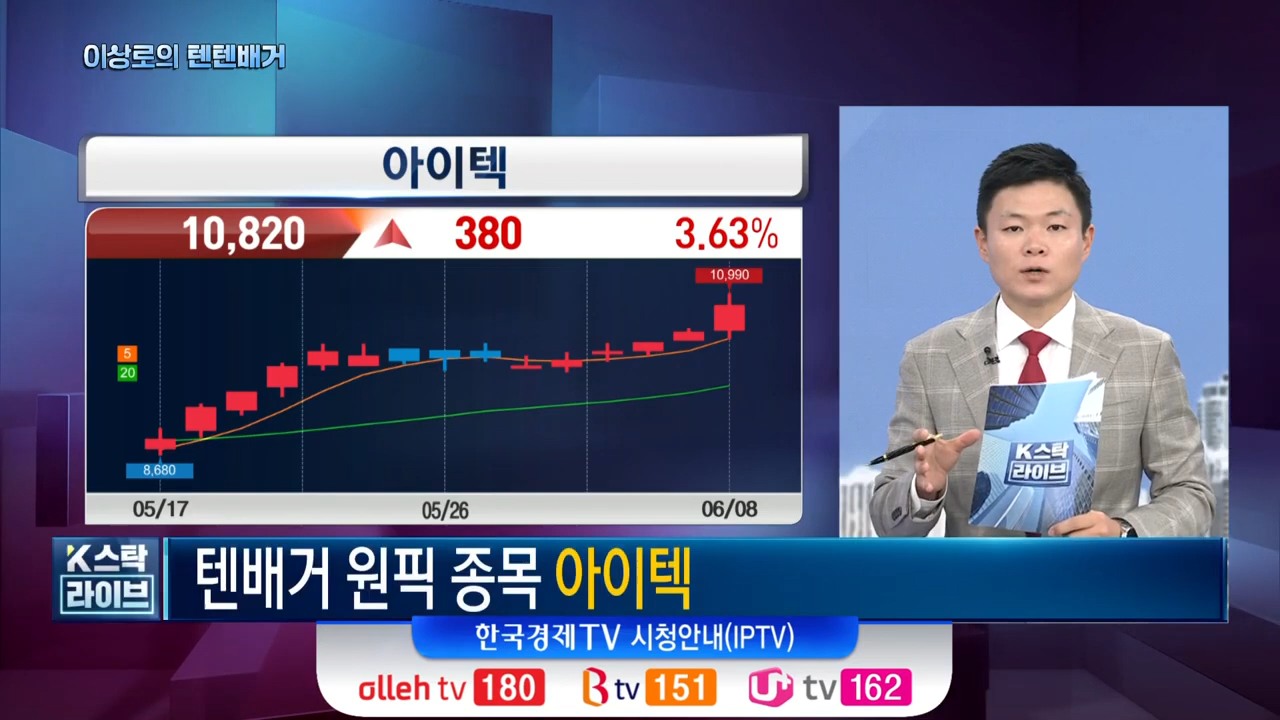 이상로의 텐텐배거
아이텍
10,820 380 3.63%
10,990
5
20
8,680
05/17 05/26 06/08
K스탁
라이브
K스탁
라이브
텐배거 원픽 종목 아이텍
한국경제TV 시청안내(IPTV)
olleh tv 180 B tv 151 U+ tv 162